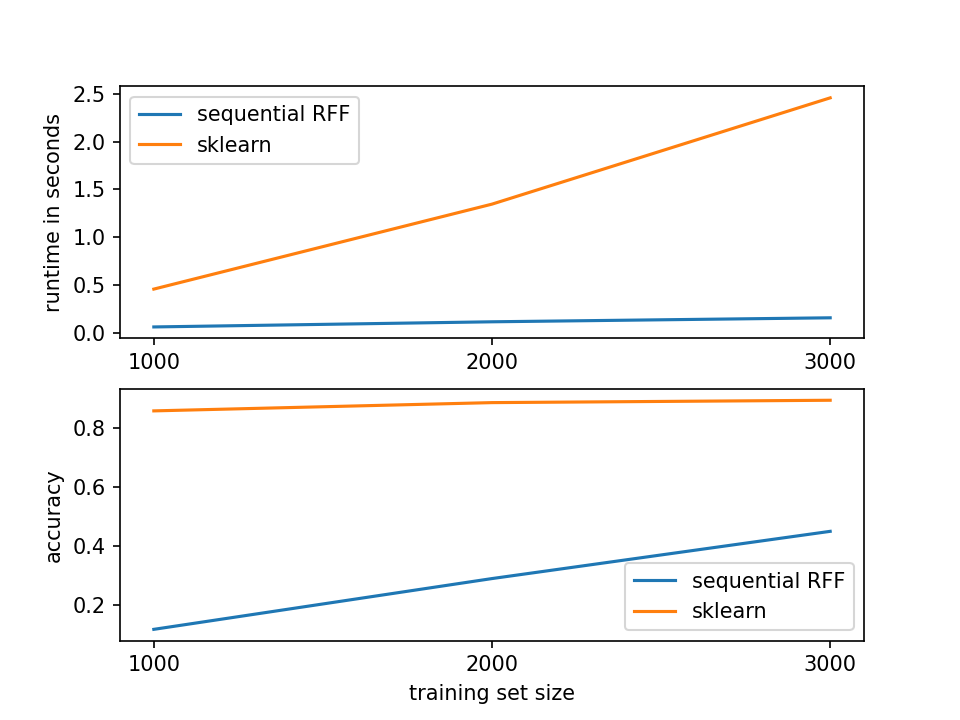 runtime in seconds
2.5
2.0
1.5
1.0
0.5
0.0
sequential RFF
sklearn
1000 2000 3000
accuracy
0.8
0.6
0.4
0.2
sequential RFF
sklearn
1000 2000 3000
training set size